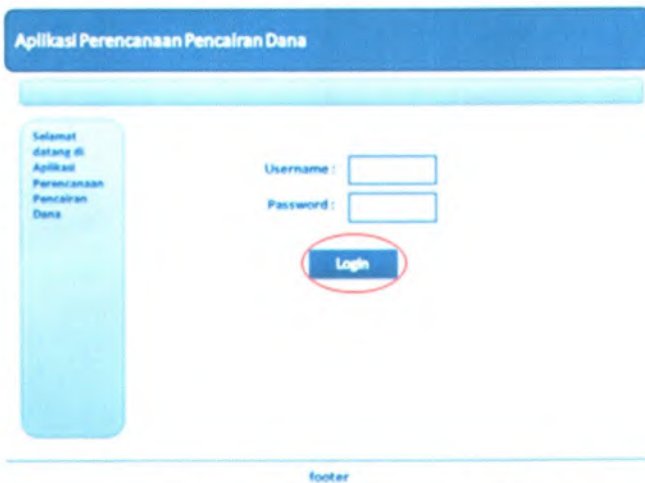 Aplikasi Perencanaan Pencairan Dana
Selamat
datang di
Aplikasi
Perencanaan
Pencairan
Dana
Username :
Password :
Login
footer